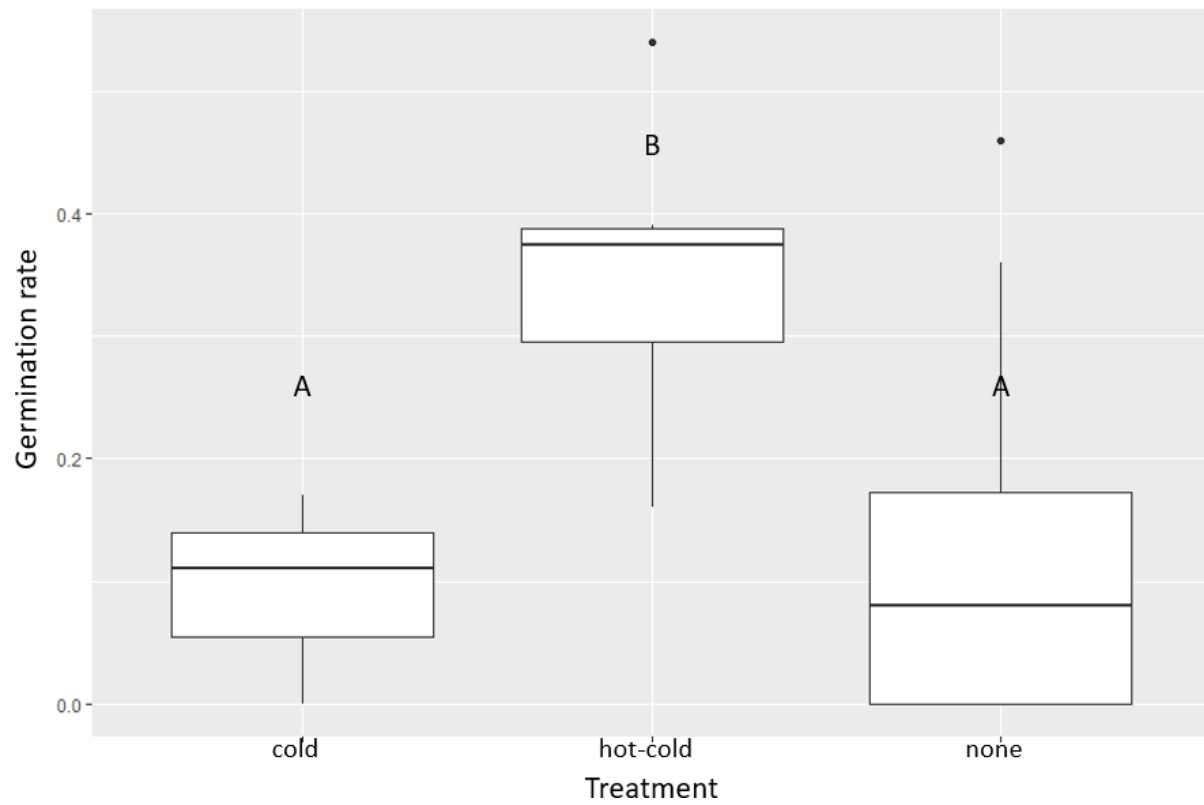 B
0.4
A
A
0.2
0.0
Germination rate
cold
hot-cold
none
Treatment